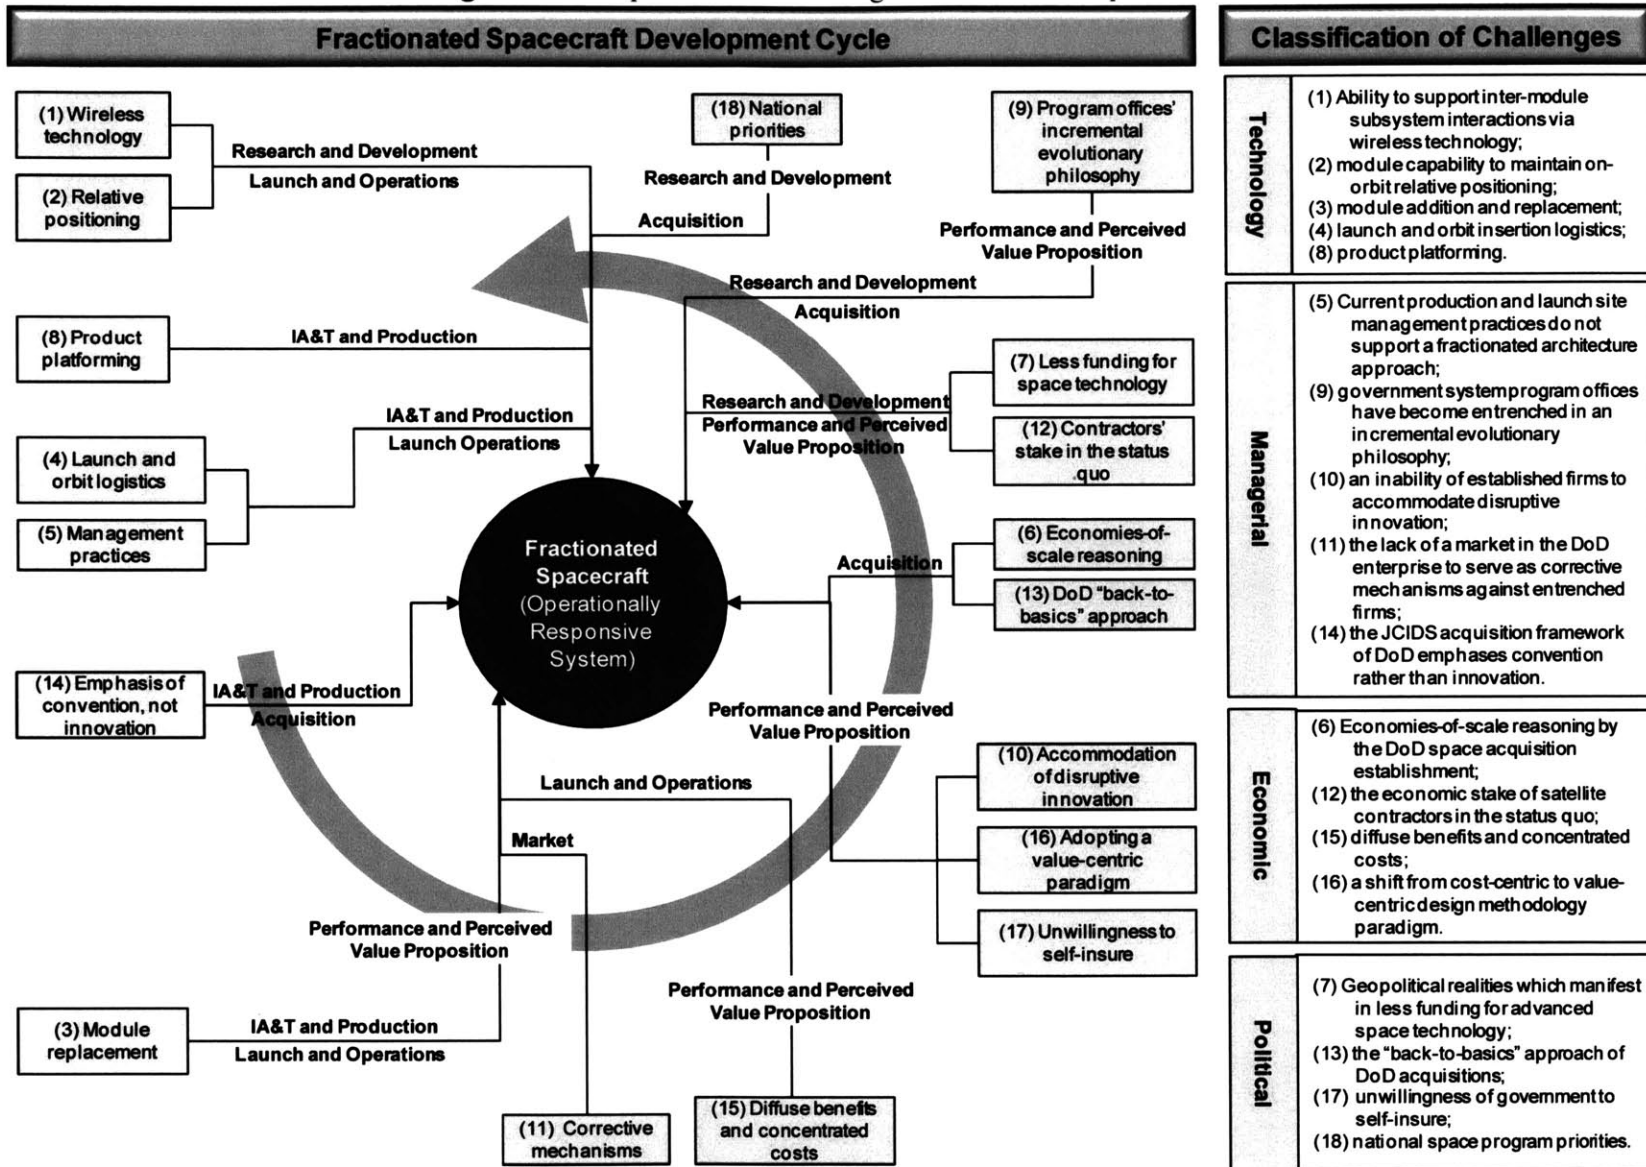 Fractionated Spacecraft Development Cycle
(1) Wireless
technology
(2) Relative
positioning
Research and Development
Launch and Operations
(18) National
priorities
Research and Development
Acquisition
(9) Program offices'
incremental
evolutionary
philosophy
Performance and Perceived
Value Proposition
Research and Development
Acquisition
(8) Product
platforming
IA&T and Production
(7) Less funding for
space technology
(12) Contractors'
stake in the status
quo
Research and Development
Performance and Perceived
Value Proposition
(4) Launch and
orbit logistics
(5) Management
practices
IA&T and Production
Launch Operations
Fractionated
Spacecraft
(Operationally
Responsive
System)
(6) Economies-of-
scale reasoning
(13) DoD "back-to-
basics" approach
Acquisition
(14) Emphasis of
convention, not
innovation
IA&T and Production
Acquisition
Performance and Perceived
Value Proposition
(10) Accommodation
of disruptive
innovation
(16) Adopting a
value-centric
paradigm
(17) Unwillingness to
self-insure
Launch and Operations
Market
Performance and Perceived
Value Proposition
Performance and Perceived
Value Proposition
(3) Module
replacement
IA&T and Production
Launch and Operations
(11) Corrective
mechanisms
(15) Diffuse benefits
and concentrated
costs
Classification of Challenges
Technology
(1) Ability to support inter-module
subsystem interactions via
wireless technology;
(2) module capability to maintain on-
orbit relative positioning;
(3) module addition and replacement;
(4) launch and orbit insertion logistics;
(8) product platforming.
Managerial
(5) Current production and launch site
management practices do not
support a fractionated architecture
approach;
(9) government system program offices
have become entrenched in an
incremental evolutionary
philosophy;
(10) an inability of established firms to
accommodate disruptive
innovation;
(11) the lack of a market in the DoD
enterprise to serve as corrective
mechanisms against entrenched
firms;
(14) the JCIDS acquisition framework
of DoD emphases convention
rather than innovation.
Economic
(6) Economies-of-scale reasoning by
the DoD space acquisition
establishment;
(12) the economic stake of satellite
contractors in the status quo;
(15) diffuse benefits and concentrated
costs;
(16) a shift from cost-centric to value-
centric design methodology
paradigm.
Political
(7) Geopolitical realities which manifest
in less funding for advanced
space technology;
(13) the "back-to-basics" approach of
DoD acquisitions;
(17) unwillingness of government to
self-insure;
(18) national space program priorities.